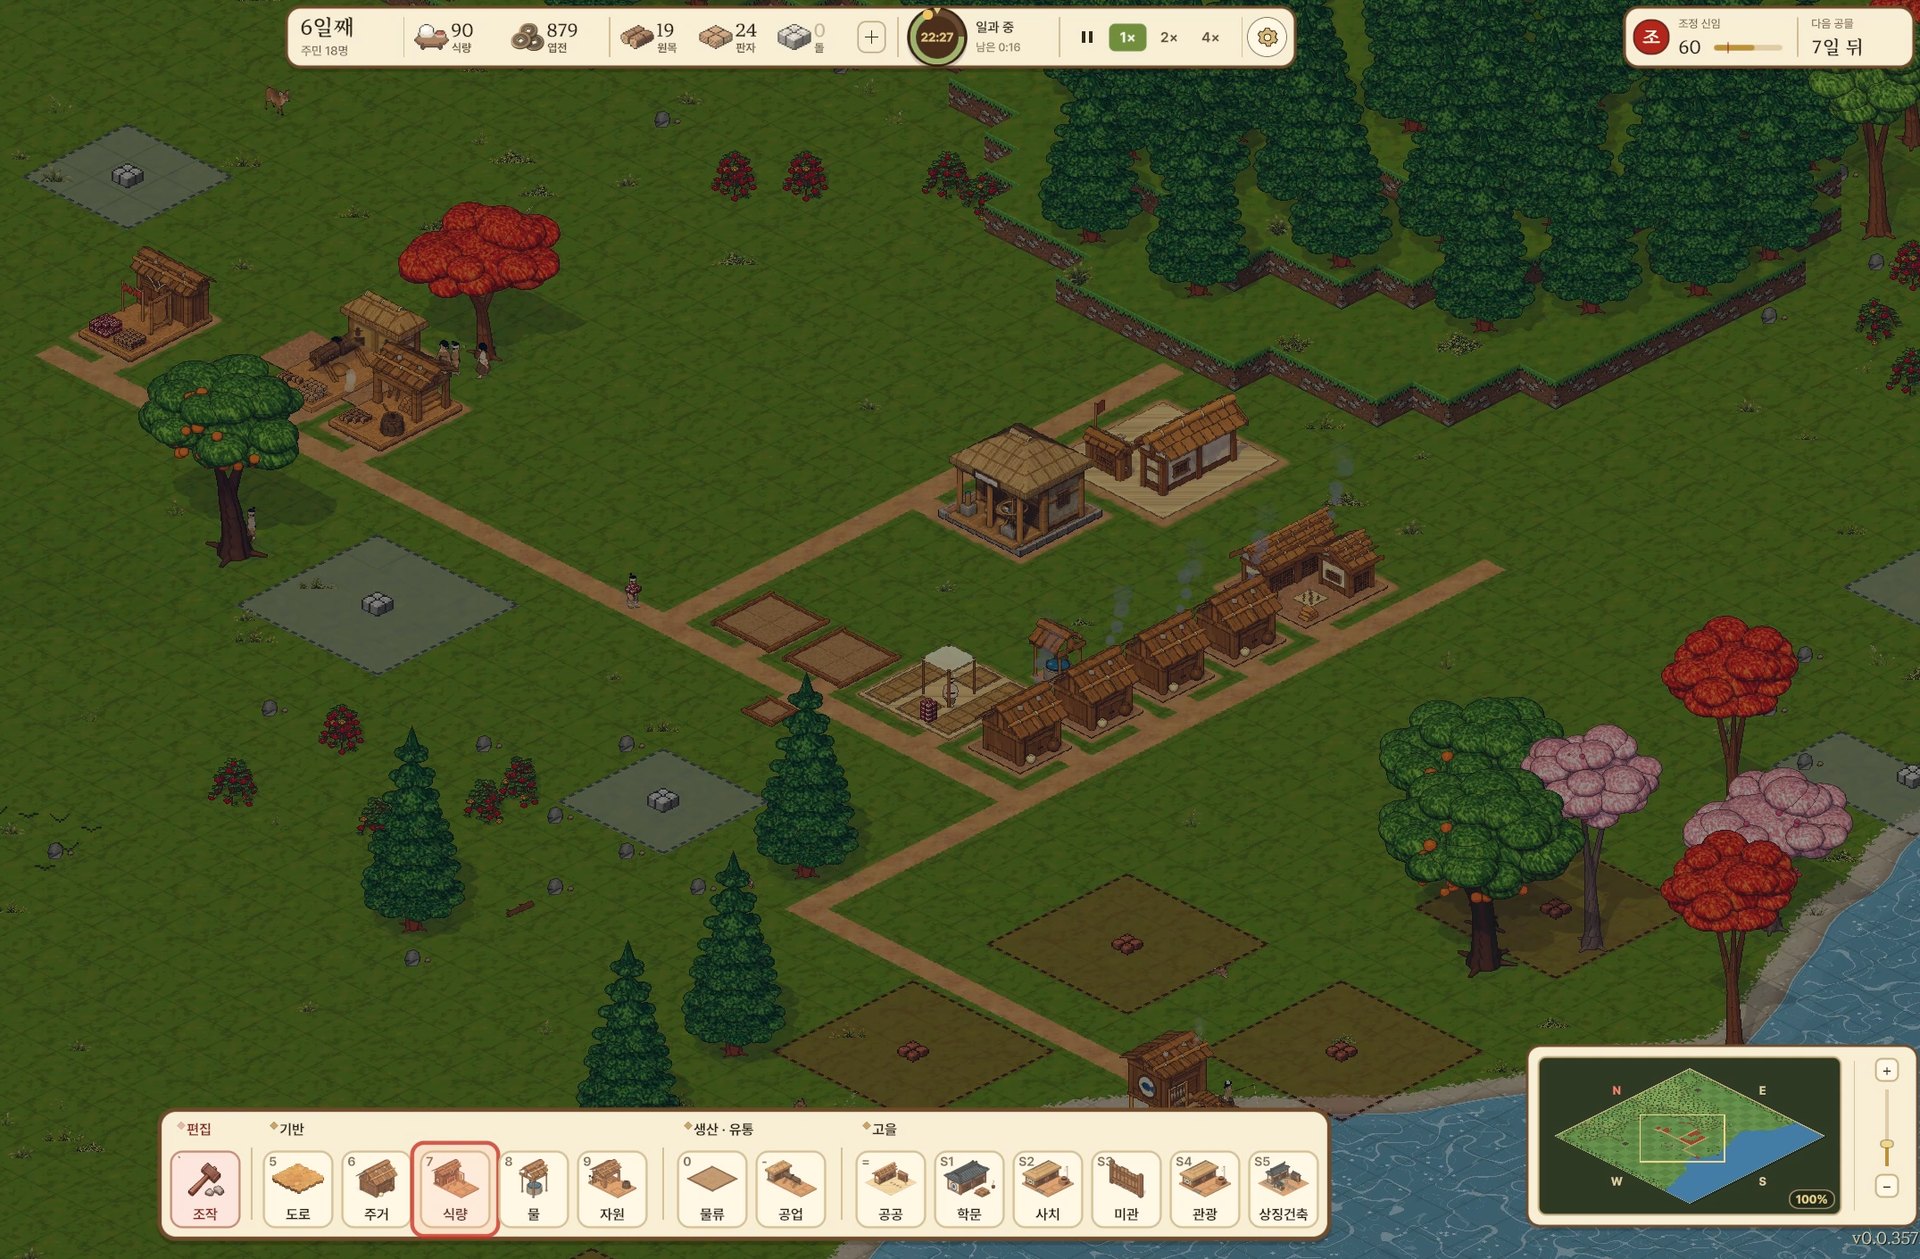 6일째
주민 18명
90
식량
879
엽전
19
원목
24
판자
0
돌
+
22:27
일과 중
남은 0:16
1×
2×
4×
조
조정 신임
60
다음 공물
7일 뒤
편집
기반
생산 · 유통
고을
조작
5
도로
6
주거
7
식량
8
물
9
자원
0
물류
-
공업
=
공공
S1
학문
S2
사치
S3
미관
S4
관광
S5
상징건축
N
E
W
S
100%
+
−
v0.0.357